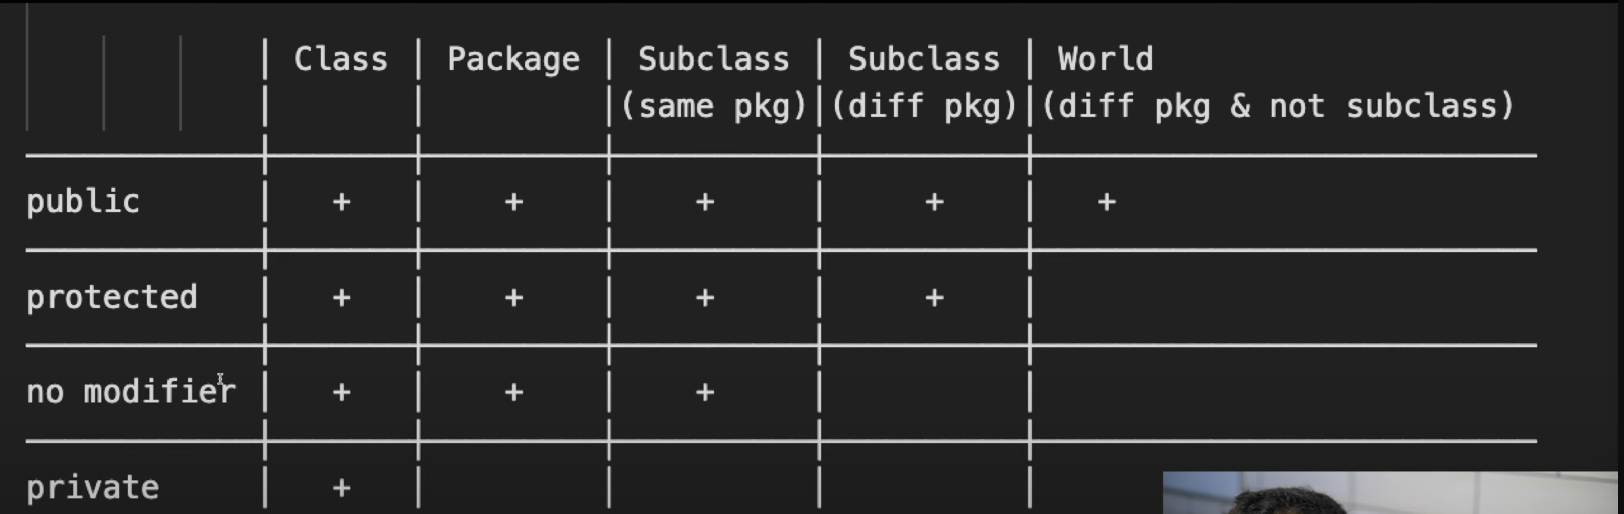 Class | Package | Subclass | Subclass | World
(same pkg) | (diff pkg) | (diff pkg & not subclass)
public | + | + | + | + | +
protected | + | + | + | +
no modifier | + | + | +
private | +